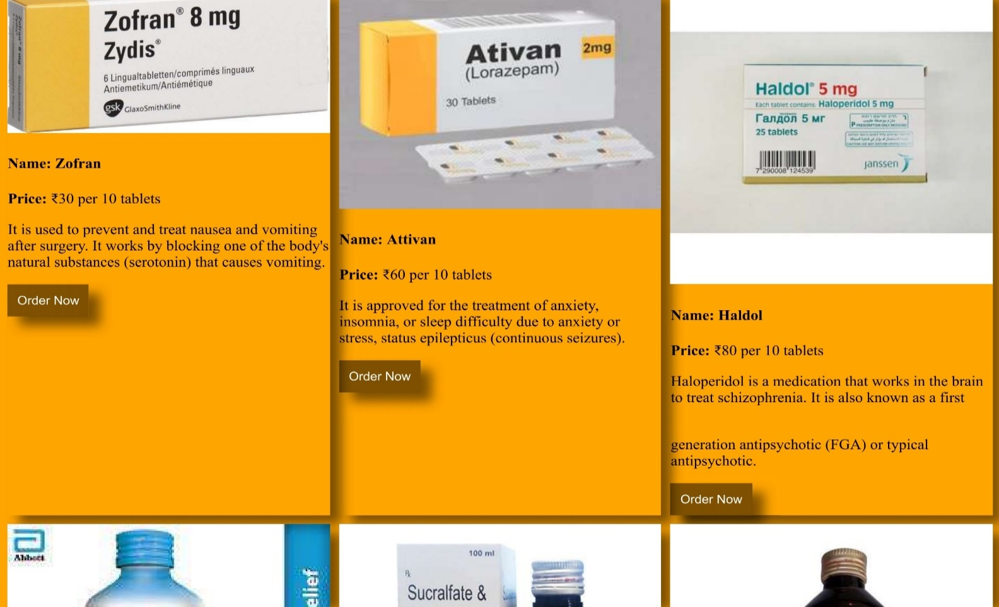 Zofran® 8 mg
Zydis®
6 Lingualtabletten/comprimés linguaux
Antiemetikum/Antiémétique
gsk GlaxoSmithKline
Name: Zofran
Price: ₹30 per 10 tablets
It is used to prevent and treat nausea and vomiting
after surgery. It works by blocking one of the body's
natural substances (serotonin) that causes vomiting.
Order Now
Ativan
2mg
(Lorazepam)
30 Tablets
Name: Attivan
Price: ₹60 per 10 tablets
It is approved for the treatment of anxiety,
insomnia, or sleep difficulty due to anxiety or
stress, status epilepticus (continuous seizures).
Order Now
Haldol® 5 mg
Each tablet contains: Haloperidol 5 mg
Галдол 5 мг
25 tablets
P PRESCRIPTION ONLY MEDICINE
7 290008 124539
janssen
Name: Haldol
Price: ₹80 per 10 tablets
Haloperidol is a medication that works in the brain
to treat schizophrenia. It is also known as a first
generation antipsychotic (FGA) or typical
antipsychotic.
Order Now
Abbott
elief
100 ml
Rx
Sucralfate &